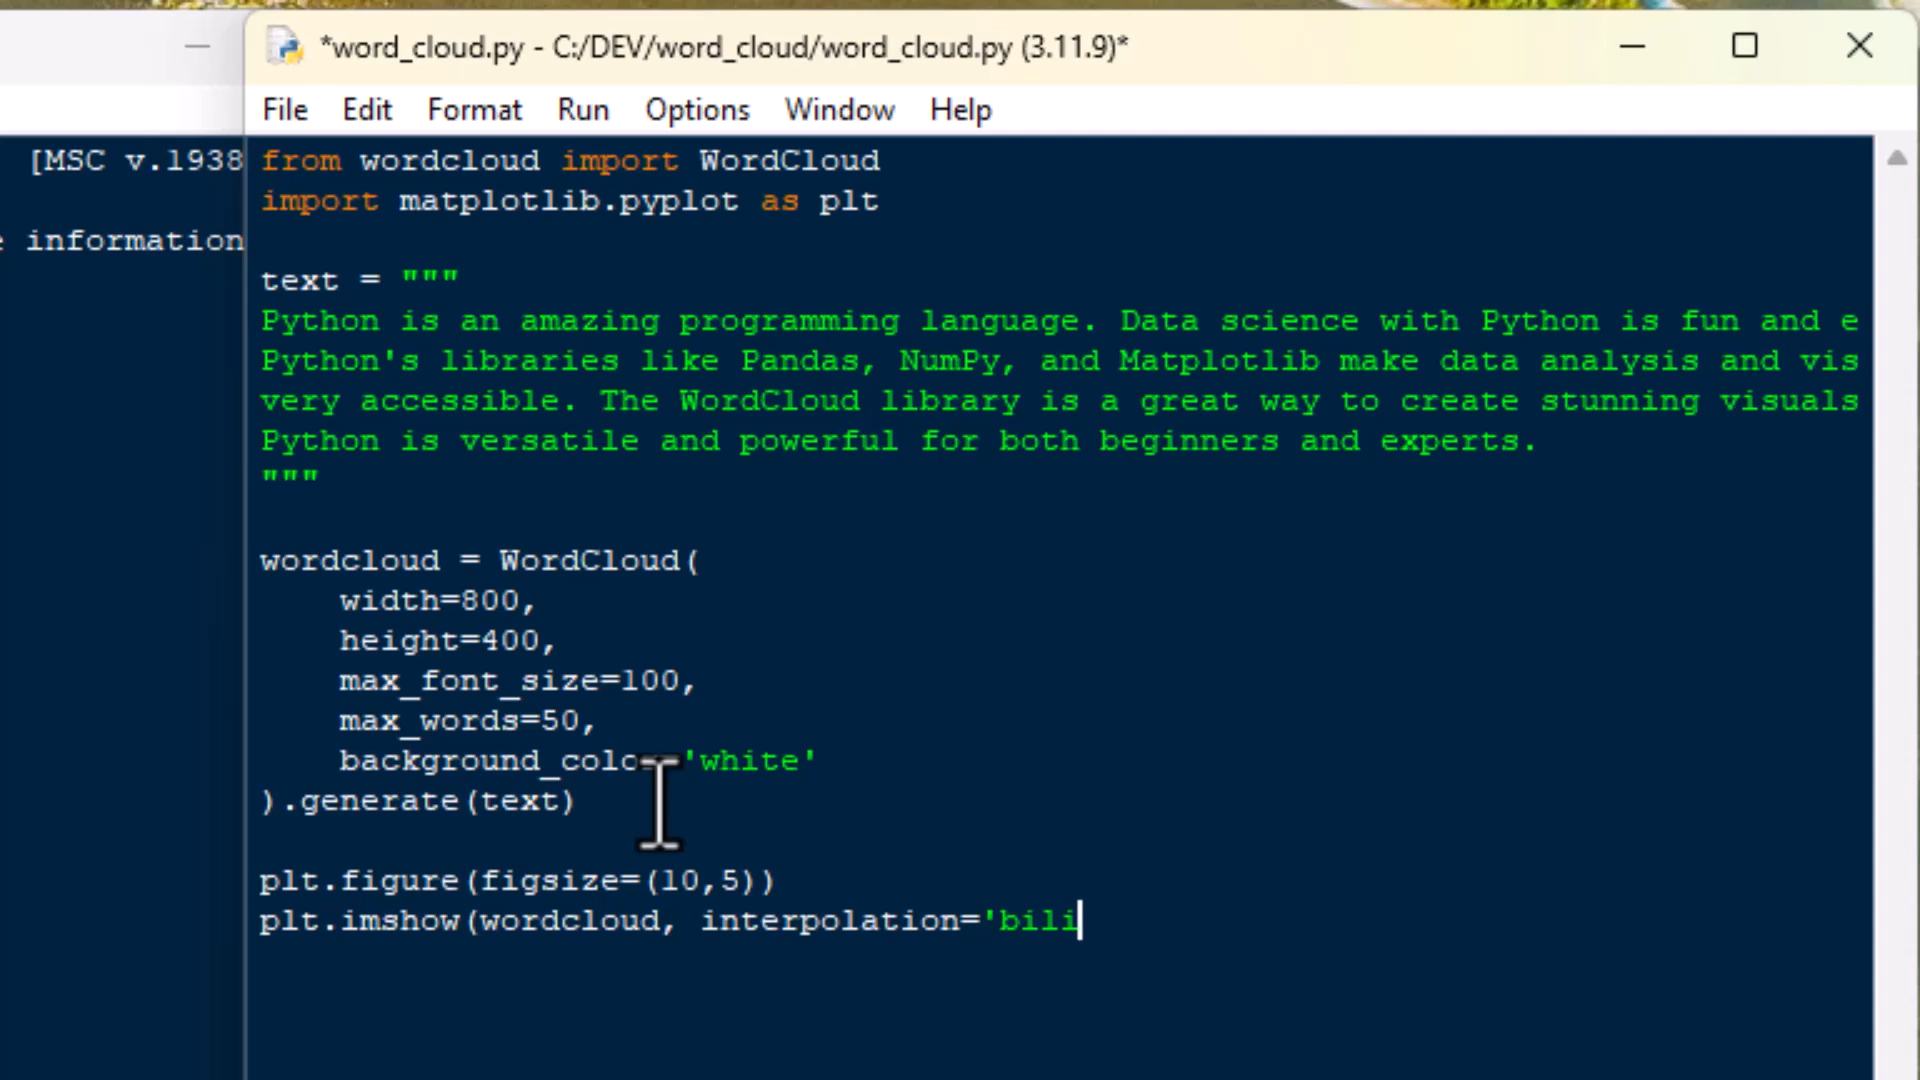 *word_cloud.py - C:/DEV/word_cloud/word_cloud.py (3.11.9)*
File Edit Format Run Options Window Help
[MSC v.1938
information
from wordcloud import WordCloud
import matplotlib.pyplot as plt
text = """
Python is an amazing programming language. Data science with Python is fun and e
Python's libraries like Pandas, NumPy, and Matplotlib make data analysis and vis
very accessible. The WordCloud library is a great way to create stunning visuals
Python is versatile and powerful for both beginners and experts.
"""
wordcloud = WordCloud(
    width=800,
    height=400,
    max_font_size=100,
    max_words=50,
    background_color='white'
).generate(text)
plt.figure(figsize=(10,5))
plt.imshow(wordcloud, interpolation='bili